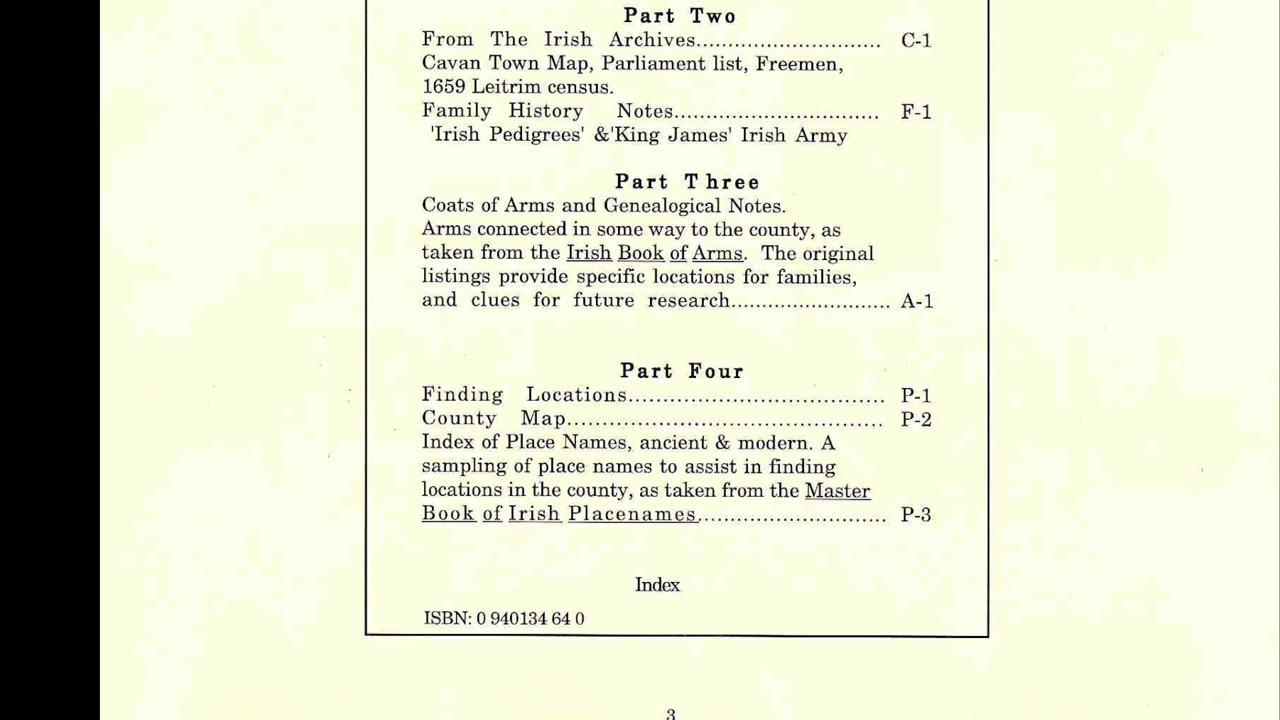 Part Two
From The Irish Archives............................. C-1
Cavan Town Map, Parliament list, Freemen,
1659 Leitrim census.
Family History Notes................................ F-1
'Irish Pedigrees' &'King James' Irish Army
Part Three
Coats of Arms and Genealogical Notes.
Arms connected in some way to the county, as
taken from the Irish Book of Arms. The original
listings provide specific locations for families,
and clues for future research......................... A-1
Part Four
Finding Locations........................................ P-1
County Map................................................. P-2
Index of Place Names, ancient & modern. A
sampling of place names to assist in finding
locations in the county, as taken from the Master
Book of Irish Placenames.............................. P-3
Index
ISBN: 0 940134 64 0
3